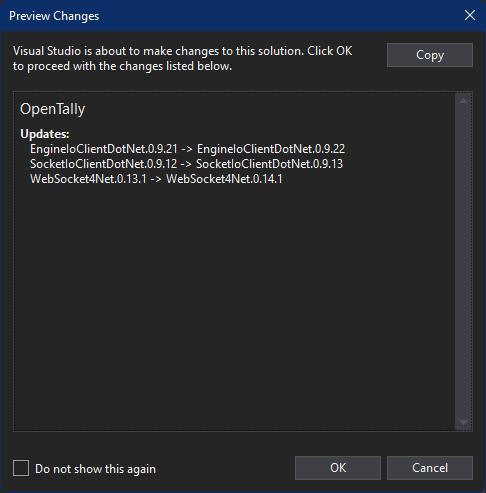 Preview Changes
Visual Studio is about to make changes to this solution. Click OK
to proceed with the changes listed below.
Copy
OpenTally
Updates:
EngineIoClientDotNet.0.9.21 -> EngineIoClientDotNet.0.9.22
SocketIoClientDotNet.0.9.12 -> SocketIoClientDotNet.0.9.13
WebSocket4Net.0.13.1 -> WebSocket4Net.0.14.1
Do not show this again
OK
Cancel